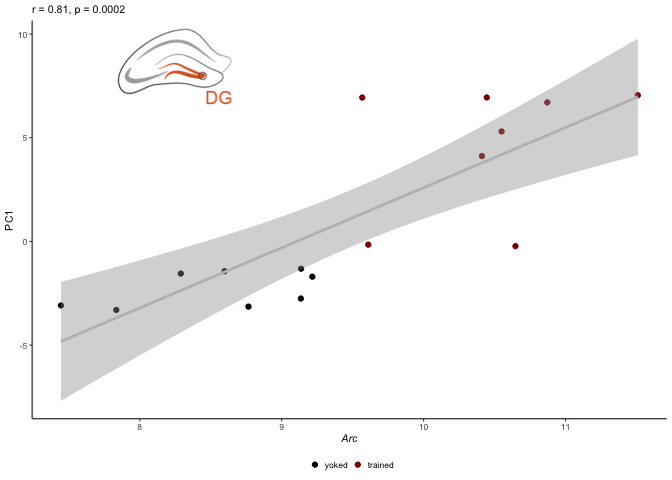 r = 0.81, p = 0.0002
DG
10
5
0
-5
PC1
8 9 10 11
Arc
yoked trained